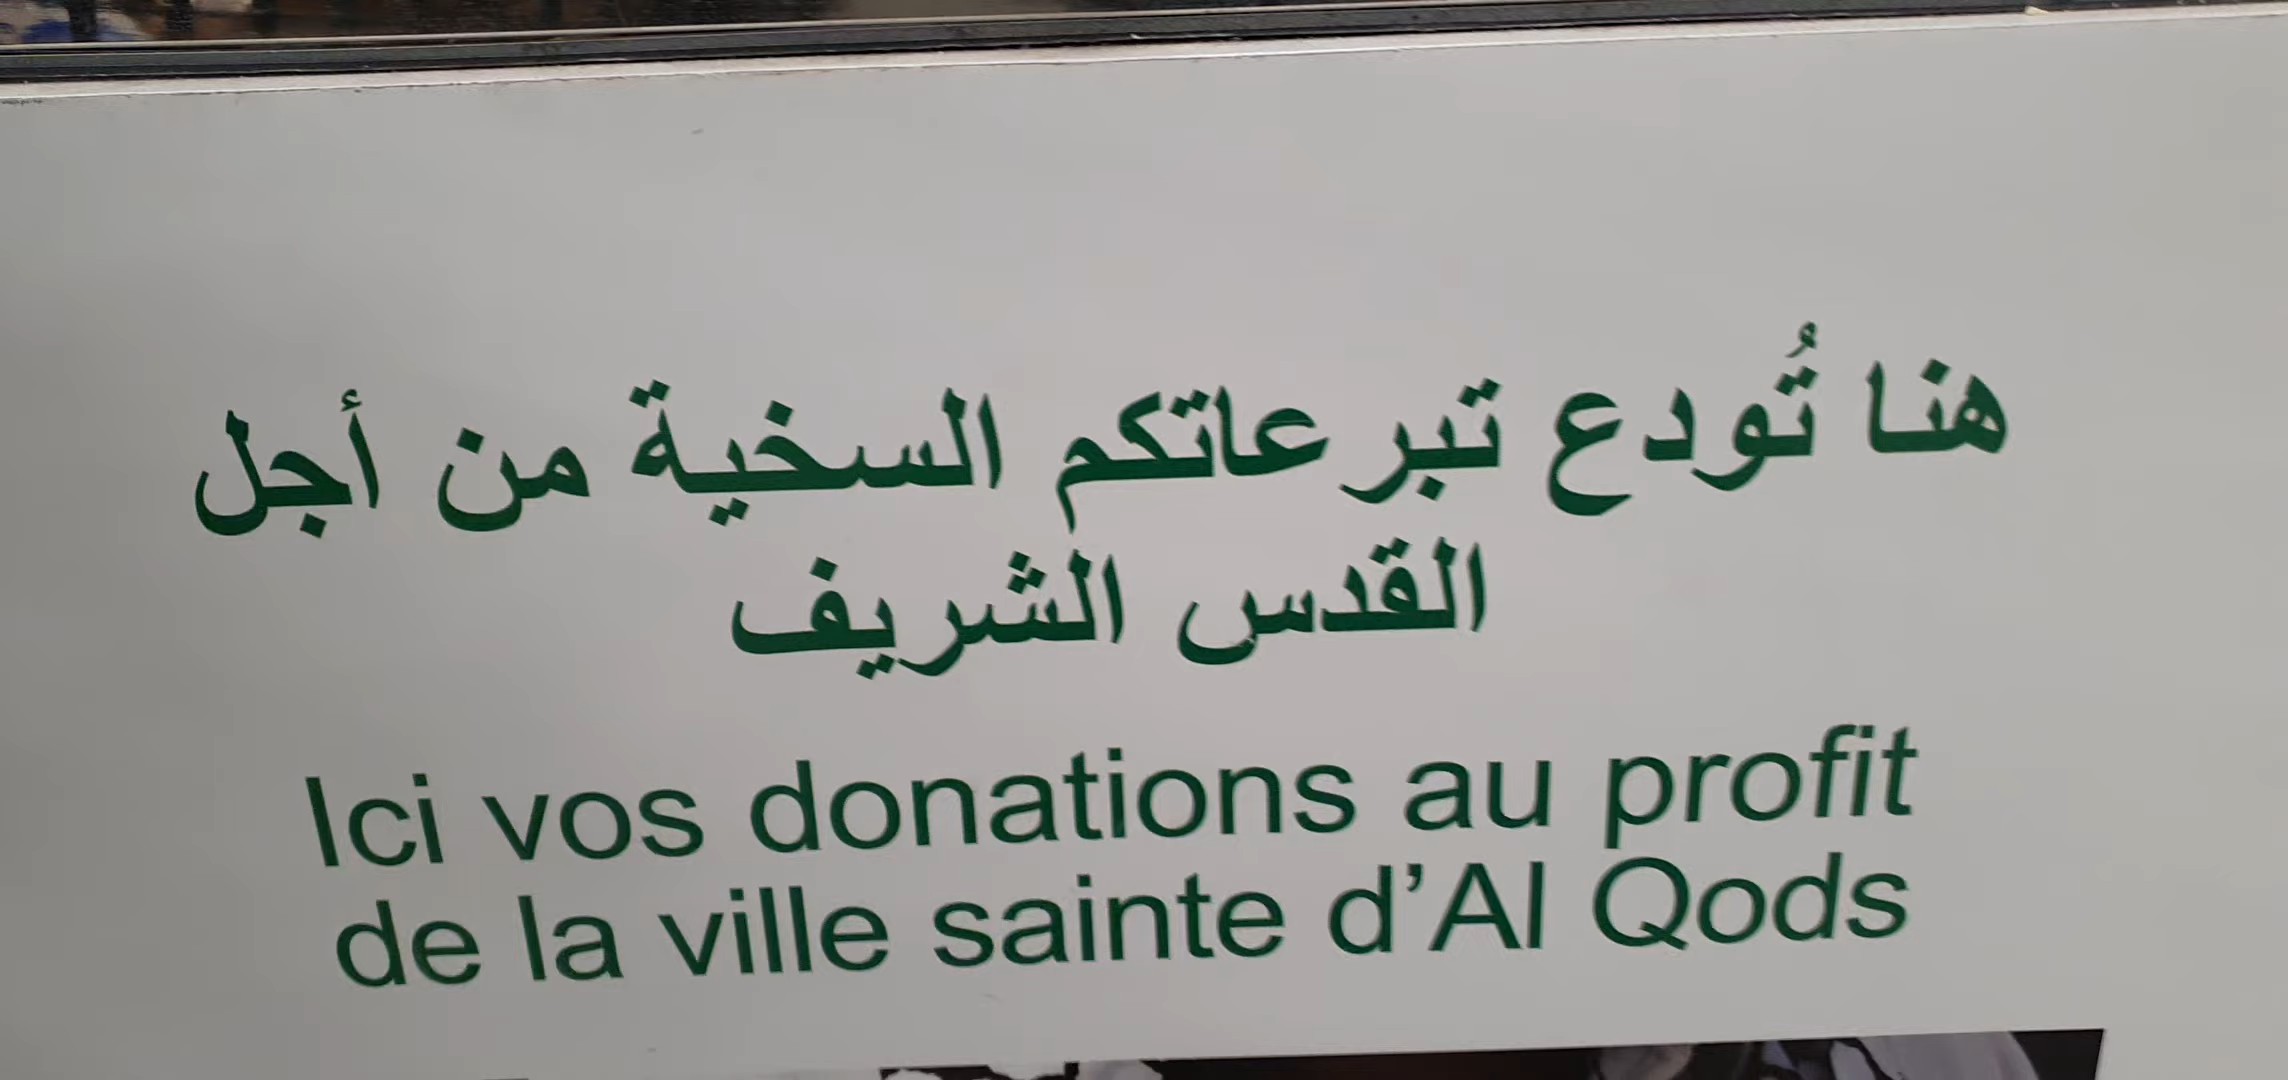 هنا تُودع تبرعاتكم السخية من أجل
القدس الشريف
Ici vos donations au profit
de la ville sainte d’Al Qods